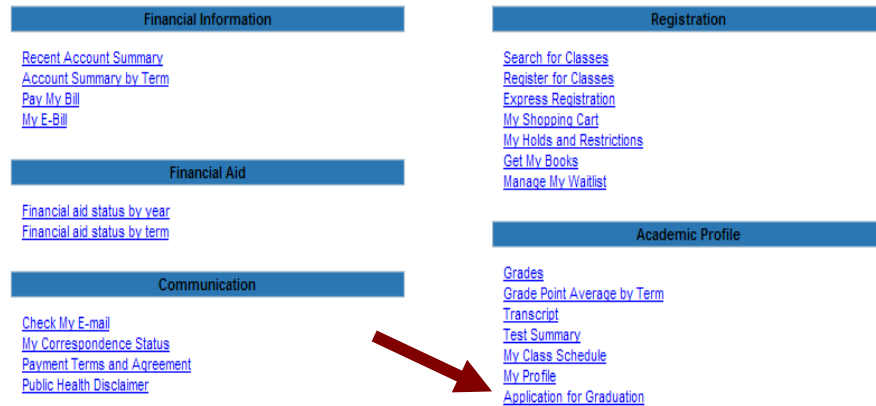 Financial Information
Recent Account Summary
Account Summary by Term
Pay My Bill
My E-Bill
Financial Aid
Financial aid status by year
Financial aid status by term
Communication
Check My E-mail
My Correspondence Status
Payment Terms and Agreement
Public Health Disclaimer
Registration
Search for Classes
Register for Classes
Express Registration
My Shopping Cart
My Holds and Restrictions
Get My Books
Manage My Waitlist
Academic Profile
Grades
Grade Point Average by Term
Transcript
Test Summary
My Class Schedule
My Profile
Application for Graduation